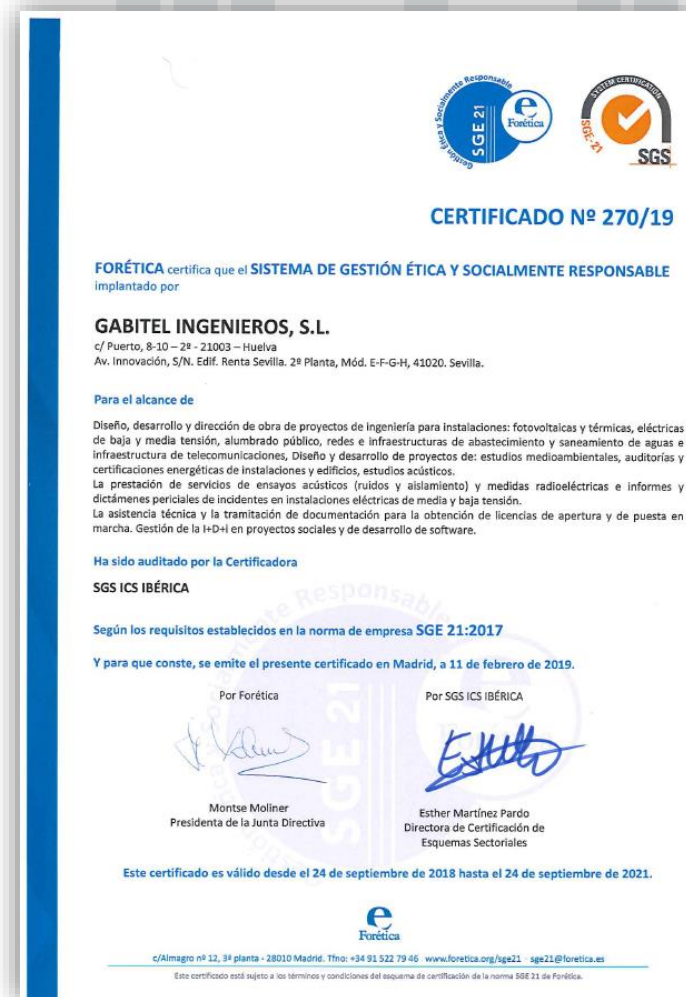 Gestión Ética y Socialmente Responsable
SGE 21
Forética
SYSTEM CERTIFICATION
SGE-21
SGS
CERTIFICADO Nº 270/19
FORÉTICA certifica que el SISTEMA DE GESTIÓN ÉTICA Y SOCIALMENTE RESPONSABLE
implantado por
GABITEL INGENIEROS, S.L.
c/ Puerto, 8-10 – 2º - 21003 – Huelva
Av. Innovación, S/N. Edif. Renta Sevilla. 2ª Planta, Mód. E-F-G-H, 41020. Sevilla.
Para el alcance de
Diseño, desarrollo y dirección de obra de proyectos de ingeniería para instalaciones: fotovoltaicas y térmicas, eléctricas
de baja y media tensión, alumbrado público, redes e infraestructuras de abastecimiento y saneamiento de aguas e
infraestructura de telecomunicaciones, Diseño y desarrollo de proyectos de: estudios medioambientales, auditorías y
certificaciones energéticas de instalaciones y edificios, estudios acústicos.
La prestación de servicios de ensayos acústicos (ruidos y aislamiento) y medidas radioeléctricas e informes y
dictámenes periciales de incidentes en instalaciones eléctricas de media y baja tensión.
La asistencia técnica y la tramitación de documentación para la obtención de licencias de apertura y de puesta en
marcha. Gestión de la I+D+i en proyectos sociales y de desarrollo de software.
Ha sido auditado por la Certificadora
SGS ICS IBÉRICA
Según los requisitos establecidos en la norma de empresa SGE 21:2017
Y para que conste, se emite el presente certificado en Madrid, a 11 de febrero de 2019.
Por Forética
Por SGS ICS IBÉRICA
Montse Moliner
Presidenta de la Junta Directiva
Esther Martínez Pardo
Directora de Certificación de
Esquemas Sectoriales
Este certificado es válido desde el 24 de septiembre de 2018 hasta el 24 de septiembre de 2021.
Forética
c/Almagro nº 12, 3ª planta - 28010 Madrid. Tfno: +34 91 522 79 46 · www.foretica.org/sge21 · sge21@foretica.es
Este certificado está sujeto a los términos y condiciones del esquema de certificación de la norma SGE 21 de Forética.